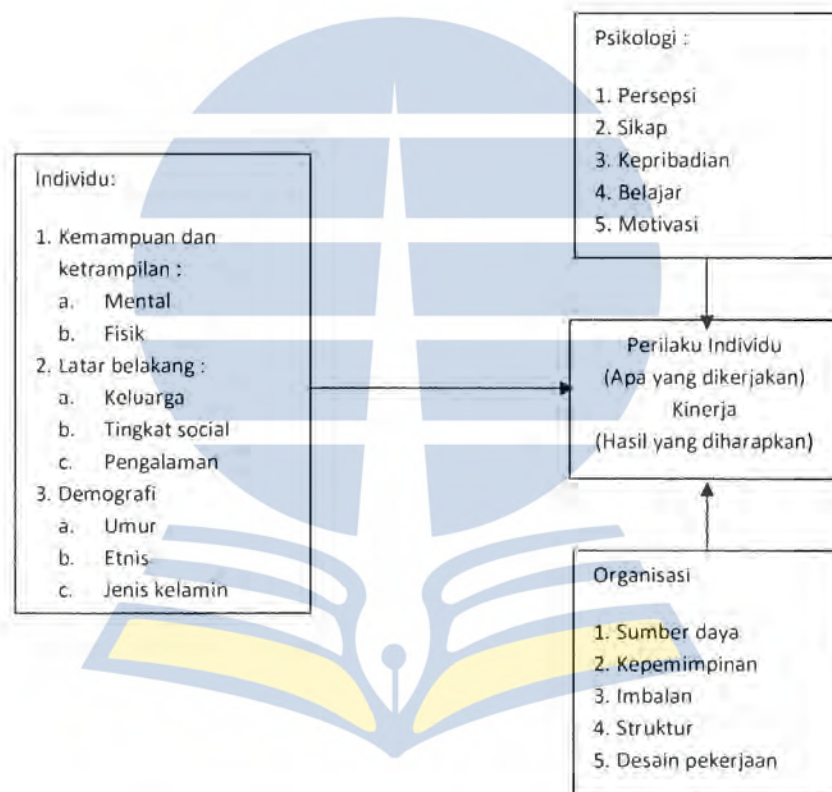 Individu:
1. Kemampuan dan
ketrampilan :
a. Mental
b. Fisik
2. Latar belakang :
a. Keluarga
b. Tingkat social
c. Pengalaman
3. Demografi
a. Umur
b. Etnis
c. Jenis kelamin
Psikologi :
1. Persepsi
2. Sikap
3. Kepribadian
4. Belajar
5. Motivasi
Perilaku Individu
(Apa yang dikerjakan)
Kinerja
(Hasil yang diharapkan)
Organisasi
1. Sumber daya
2. Kepemimpinan
3. Imbalan
4. Struktur
5. Desain pekerjaan